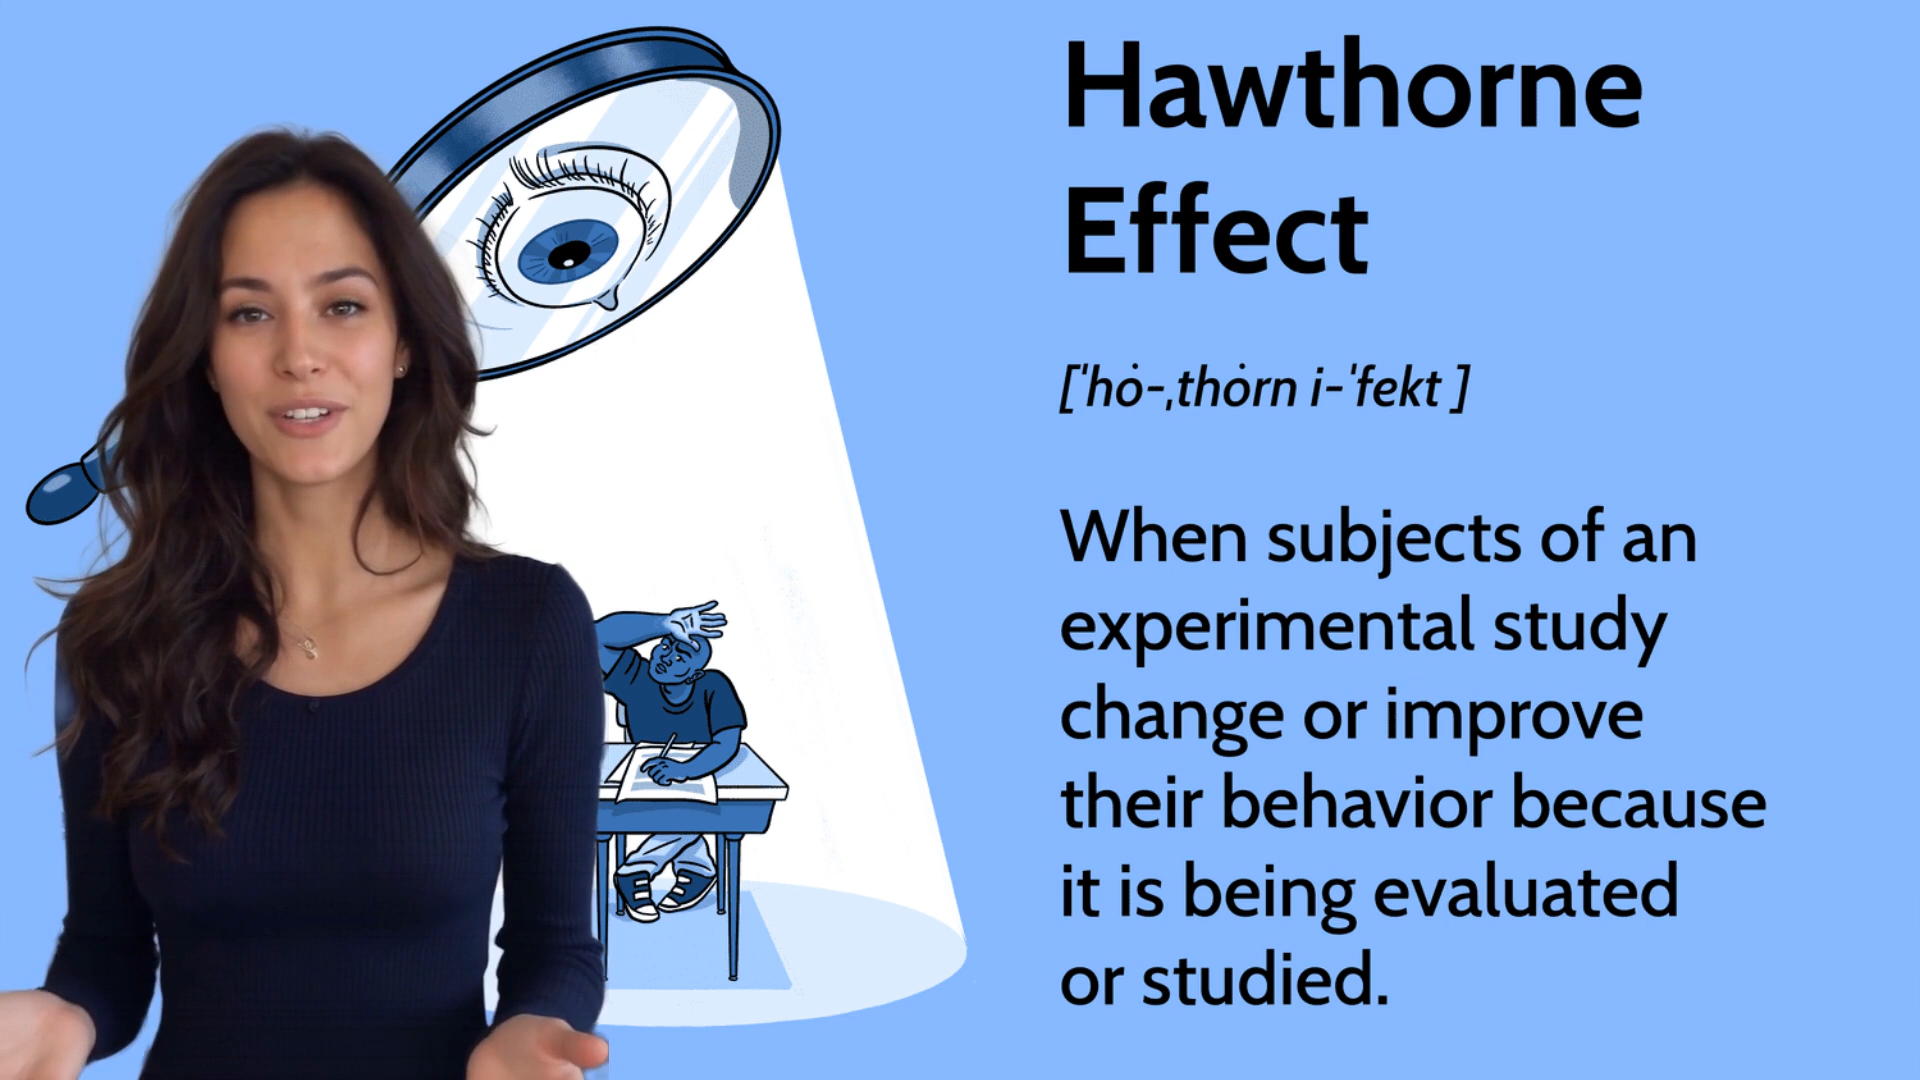 Hawthorne
Effect
[ˈhȯ-ˌthȯrn i-ˈfekt ]
When subjects of an
experimental study
change or improve
their behavior because
it is being evaluated
or studied.